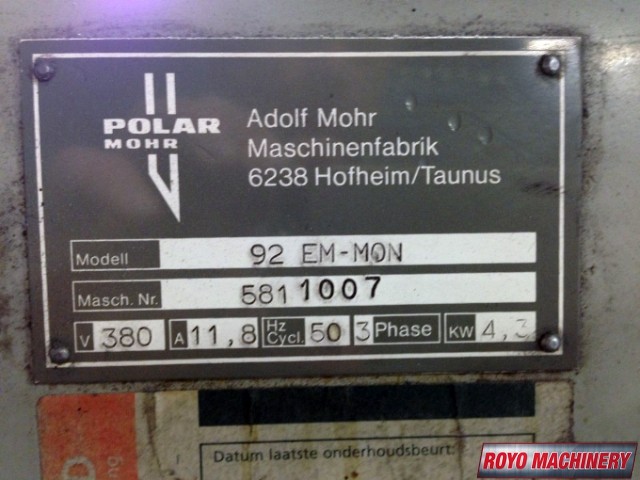 POLAR
MOHR
Adolf Mohr
Maschinenfabrik
6238 Hofheim/Taunus
Modell 92 EM-MON
Masch. Nr. 5811007
V 380 A 11,8 Hz Cycl. 50 3 Phase KW 4,3
Datum laatste onderhoudsbeurt:
ROYO MACHINERY